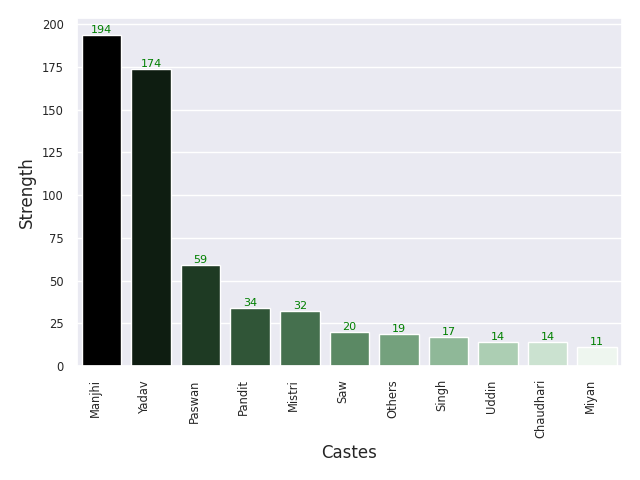 200
175
150
125
100
75
50
25
0
Strength
194
174
59
34
32
20
19
17
14
14
11
Manjhi
Yadav
Paswan
Pandit
Mistri
Saw
Others
Singh
Uddin
Chaudhari
Miyan
Castes